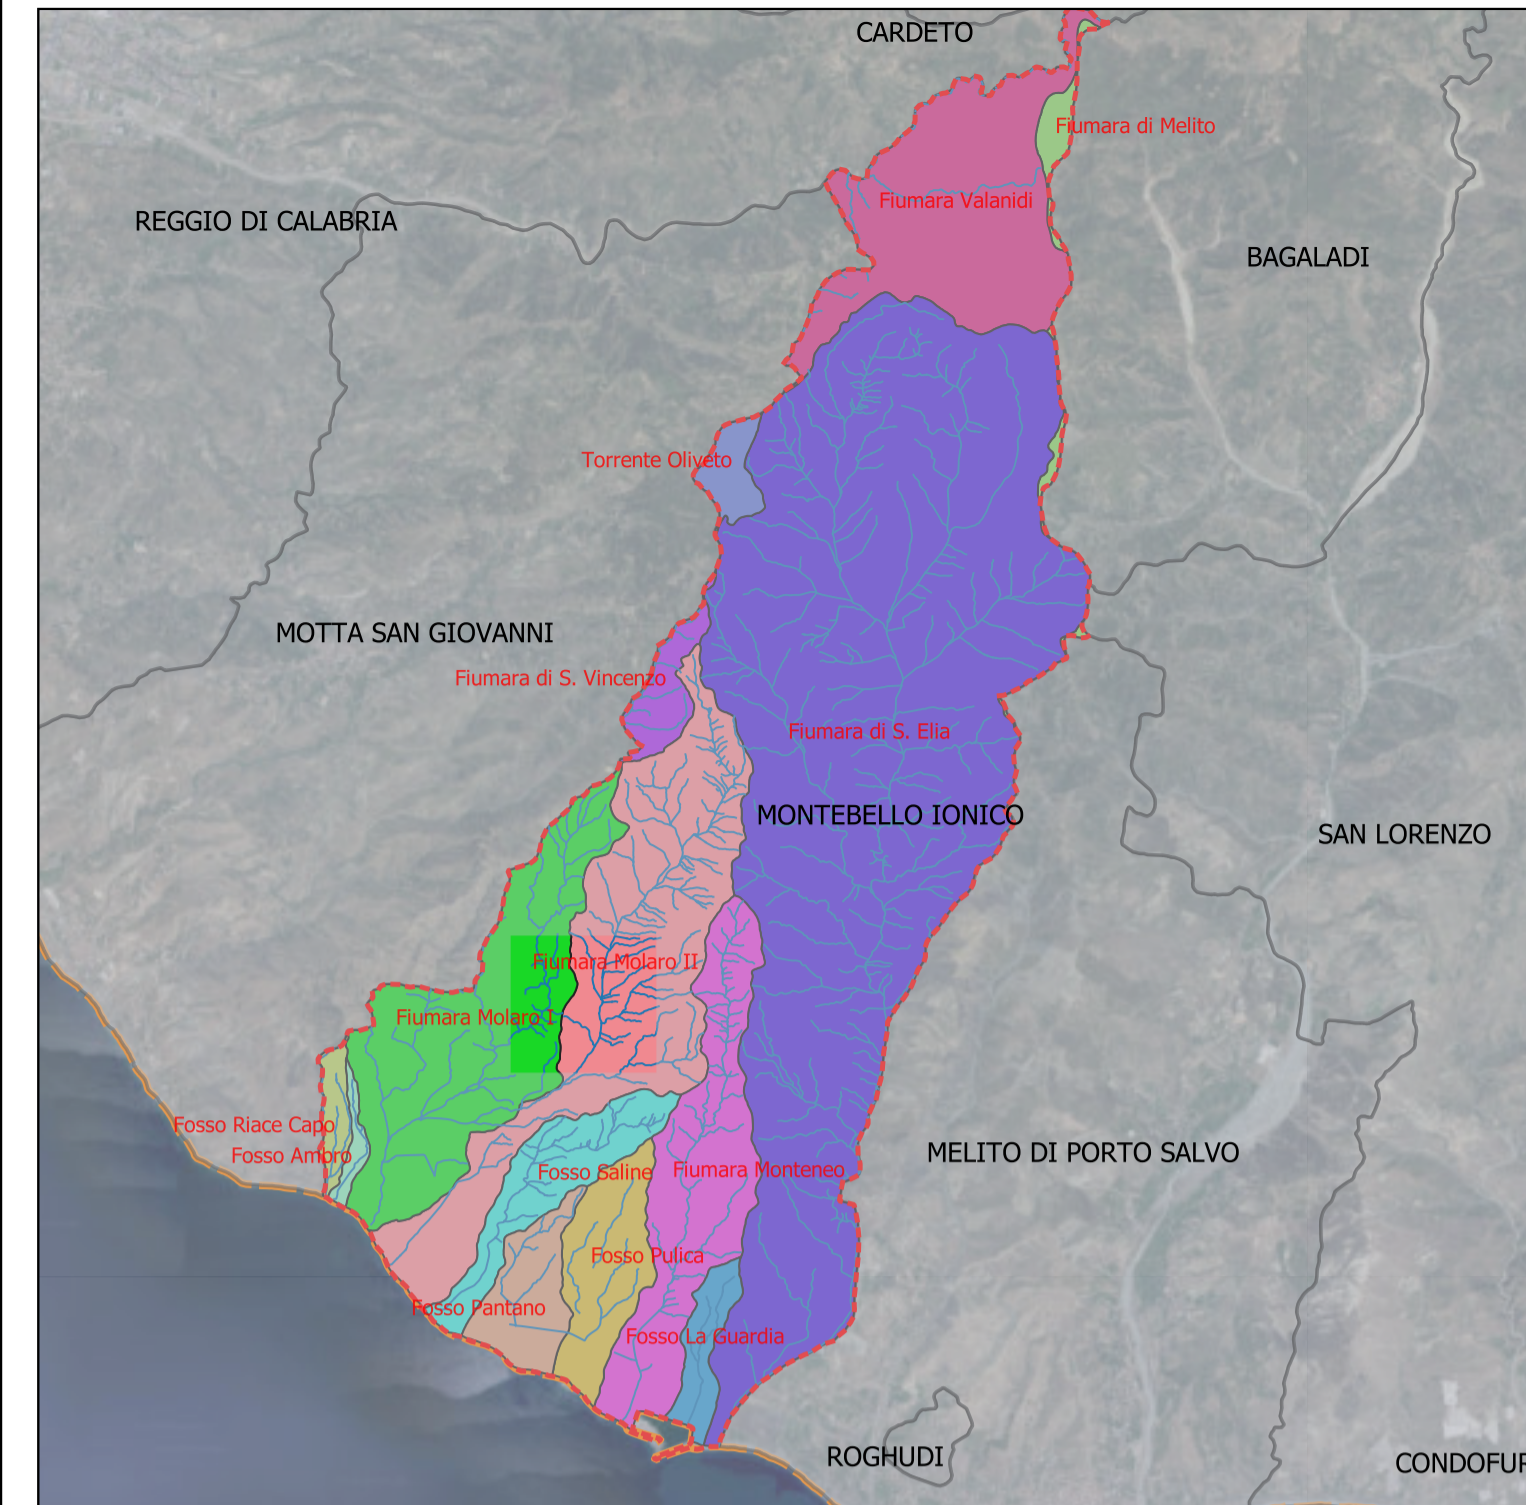 CARDETO
Fiumara di Melito
Fiumara Valanidi
REGGIO DI CALABRIA
BAGALADI
Torrente Oliveto
MOTTA SAN GIOVANNI
Fiumara di S. Vincenzo
Fiumara di S. Elia
MONTEBELLO IONICO
SAN LORENZO
Fiumara Molaro II
Fiumara Molaro I
Fosso Riace Capo
Fosso Ambro
MELITO DI PORTO SALVO
Fosso Saline
Fiumara Monteneo
Fosso Pulica
Fosso Pantano
Fosso La Guardia
ROGHUDI
CONDOFUR